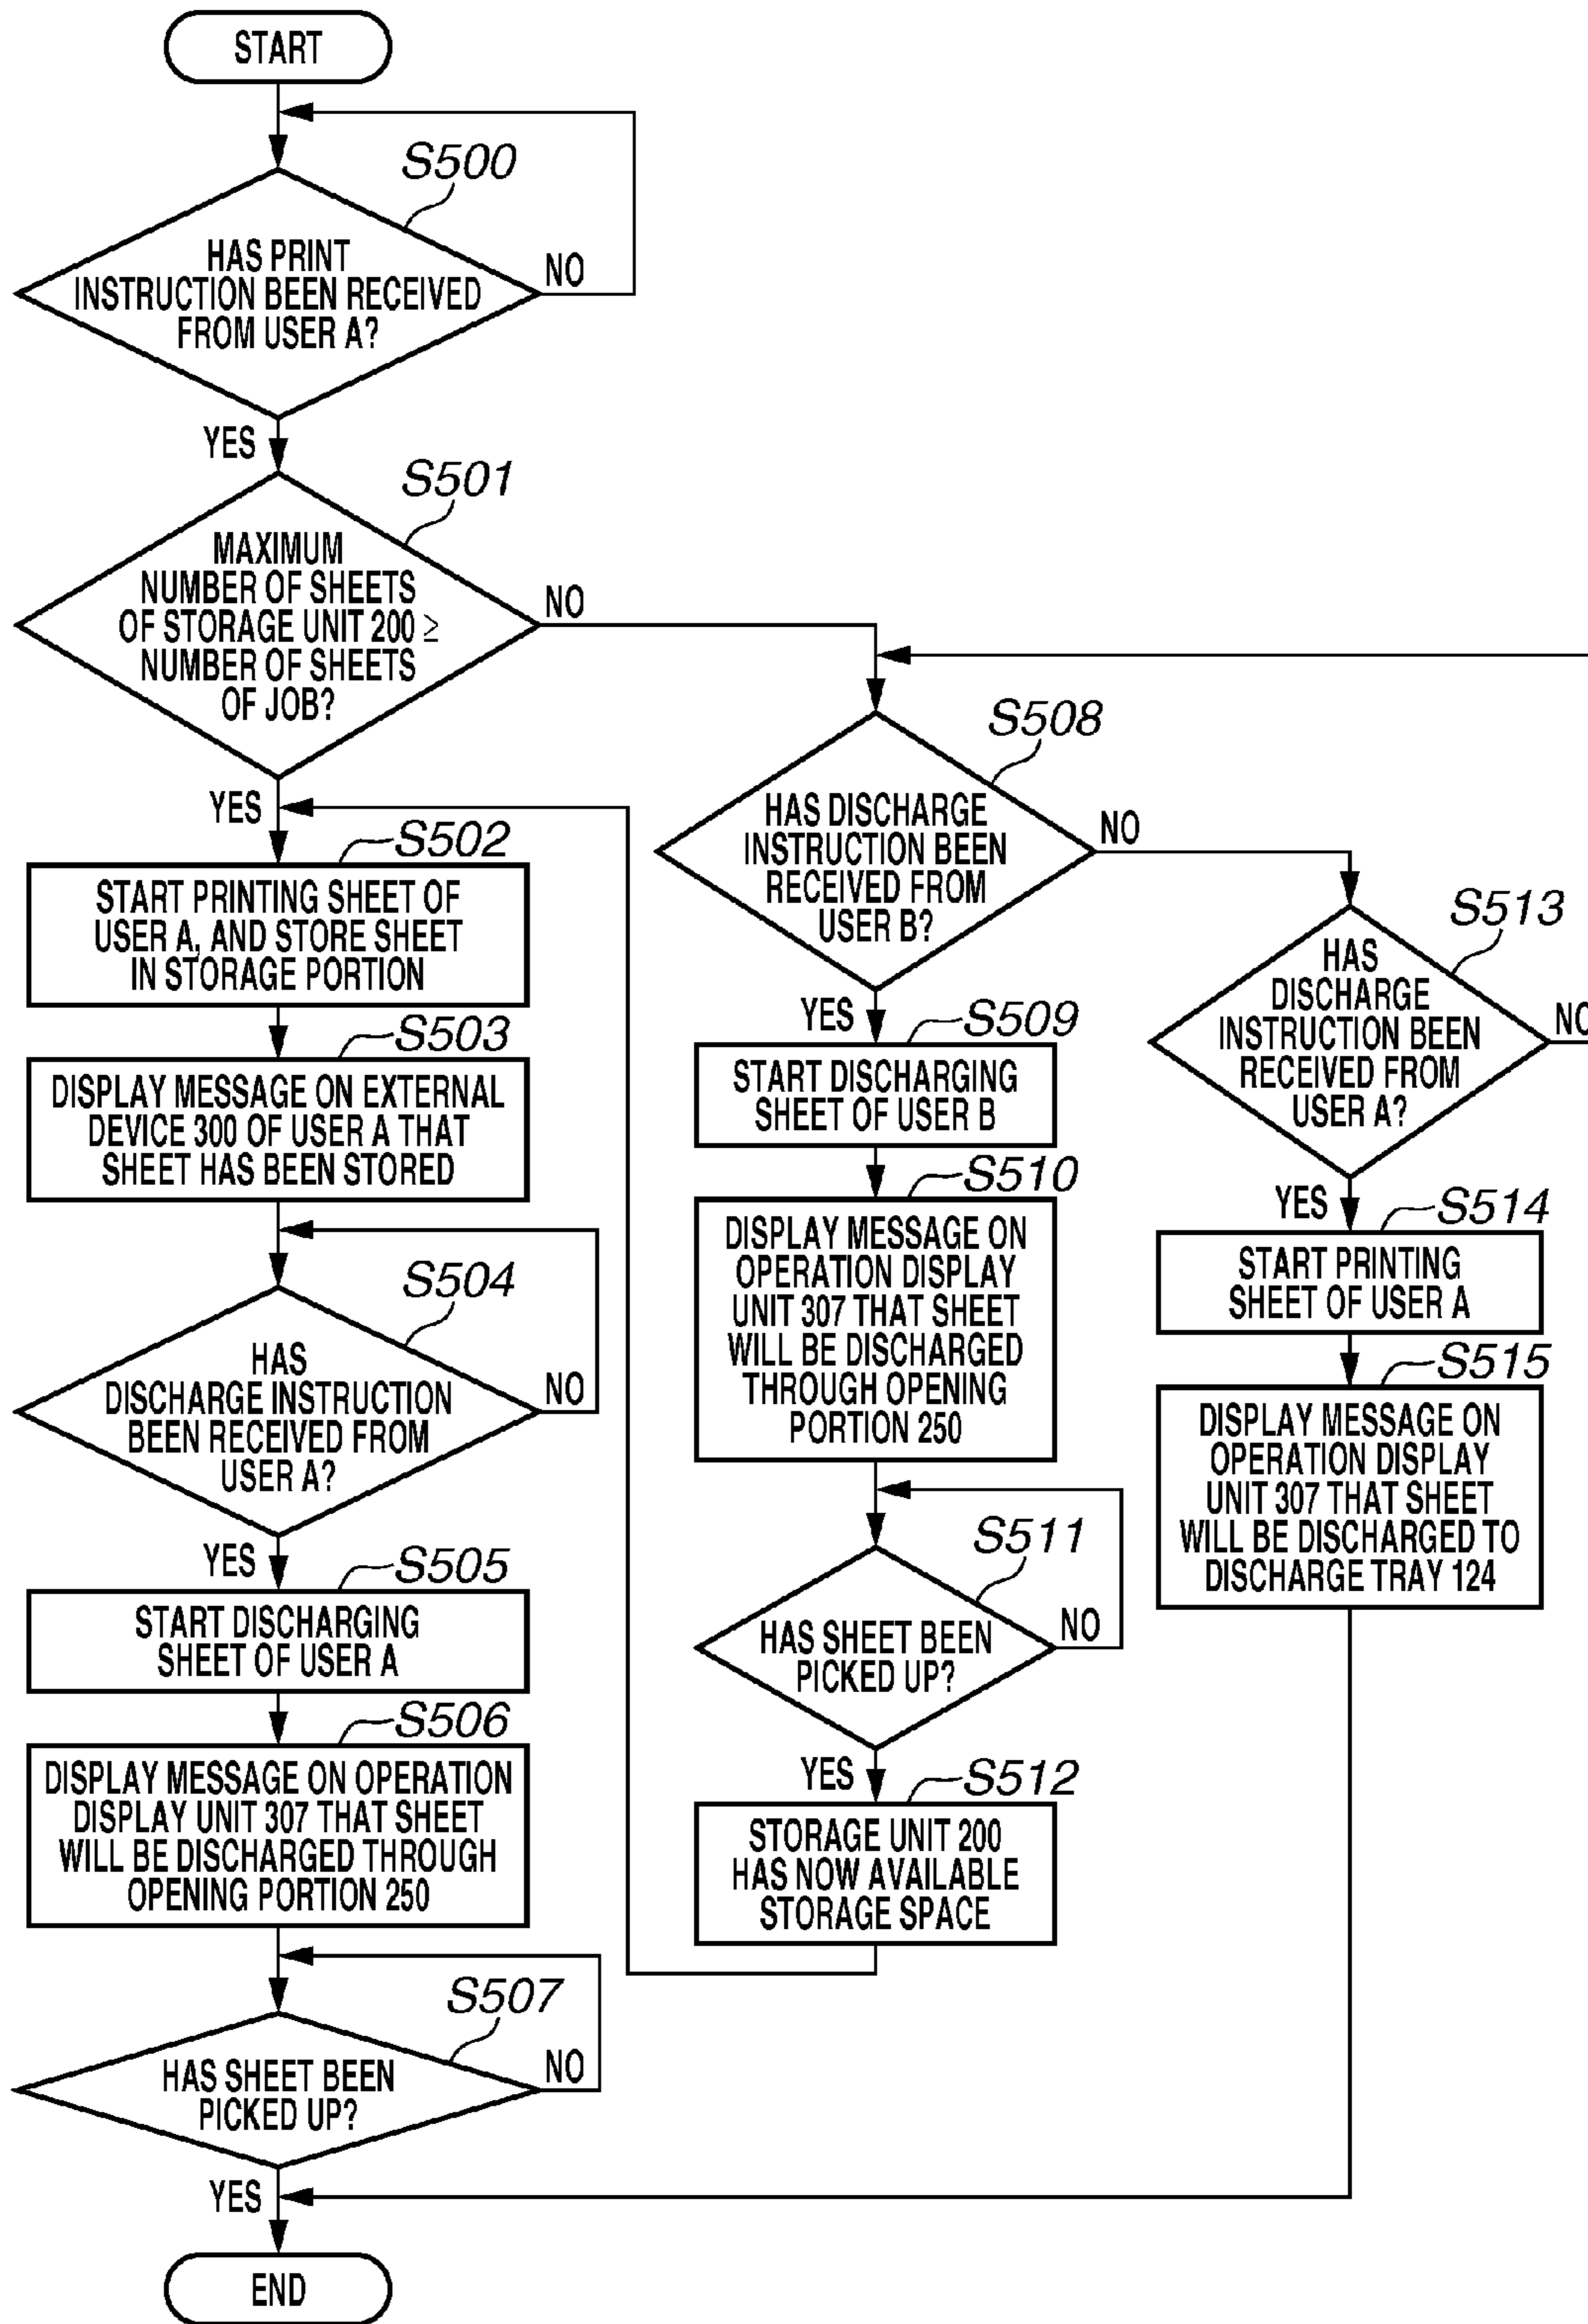 START
S500
HAS PRINT
INSTRUCTION BEEN RECEIVED
FROM USER A?
NO
YES
S501
MAXIMUM
NUMBER OF SHEETS
OF STORAGE UNIT 200 ≥
NUMBER OF SHEETS
OF JOB?
NO
YES
S502
START PRINTING SHEET OF
USER A, AND STORE SHEET
IN STORAGE PORTION
S503
DISPLAY MESSAGE ON EXTERNAL
DEVICE 300 OF USER A THAT
SHEET HAS BEEN STORED
S504
HAS
DISCHARGE INSTRUCTION
BEEN RECEIVED FROM
USER A?
NO
YES
S505
START DISCHARGING
SHEET OF USER A
S506
DISPLAY MESSAGE ON OPERATION
DISPLAY UNIT 307 THAT SHEET
WILL BE DISCHARGED THROUGH
OPENING PORTION 250
S507
HAS SHEET BEEN
PICKED UP?
NO
YES
END
S508
HAS DISCHARGE
INSTRUCTION BEEN
RECEIVED FROM
USER B?
NO
YES
S509
START DISCHARGING
SHEET OF USER B
S510
DISPLAY MESSAGE ON
OPERATION DISPLAY
UNIT 307 THAT SHEET
WILL BE DISCHARGED
THROUGH OPENING
PORTION 250
S511
HAS SHEET BEEN
PICKED UP?
NO
YES
S512
STORAGE UNIT 200
HAS NOW AVAILABLE
STORAGE SPACE
S513
HAS
DISCHARGE
INSTRUCTION BEEN
RECEIVED FROM
USER A?
NO
YES
S514
START PRINTING
SHEET OF USER A
S515
DISPLAY MESSAGE ON
OPERATION DISPLAY
UNIT 307 THAT SHEET
WILL BE DISCHARGED TO
DISCHARGE TRAY 124